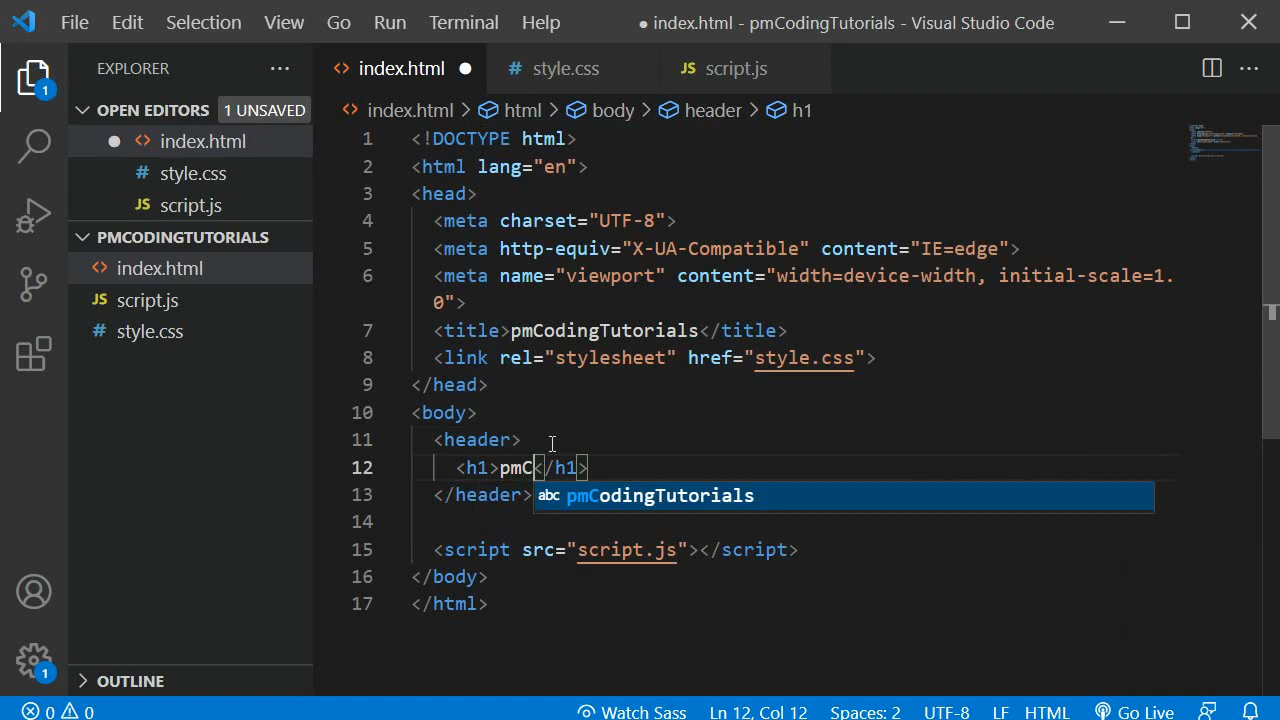 File Edit Selection View Go Run Terminal Help ● index.html - pmCodingTutorials - Visual Studio Code
EXPLORER ···
1
OPEN EDITORS 1 UNSAVED
index.html
# style.css
JS script.js
PMCODINGTUTORIALS
index.html
JS script.js
# style.css
OUTLINE
1
index.html ● # style.css JS script.js
index.html > html > body > header > h1
1 <!DOCTYPE html>
2 <html lang="en">
3 <head>
4 <meta charset="UTF-8">
5 <meta http-equiv="X-UA-Compatible" content="IE=edge">
6 <meta name="viewport" content="width=device-width, initial-scale=1.
0">
7 <title>pmCodingTutorials</title>
8 <link rel="stylesheet" href="style.css">
9 </head>
10 <body>
11 <header>
12 <h1>pmC</h1>
13 </header>
abc pmCodingTutorials
14
15 <script src="script.js"></script>
16 </body>
17 </html>
0 0 Watch Sass Ln 12, Col 12 Spaces: 2 UTF-8 LF HTML Go Live